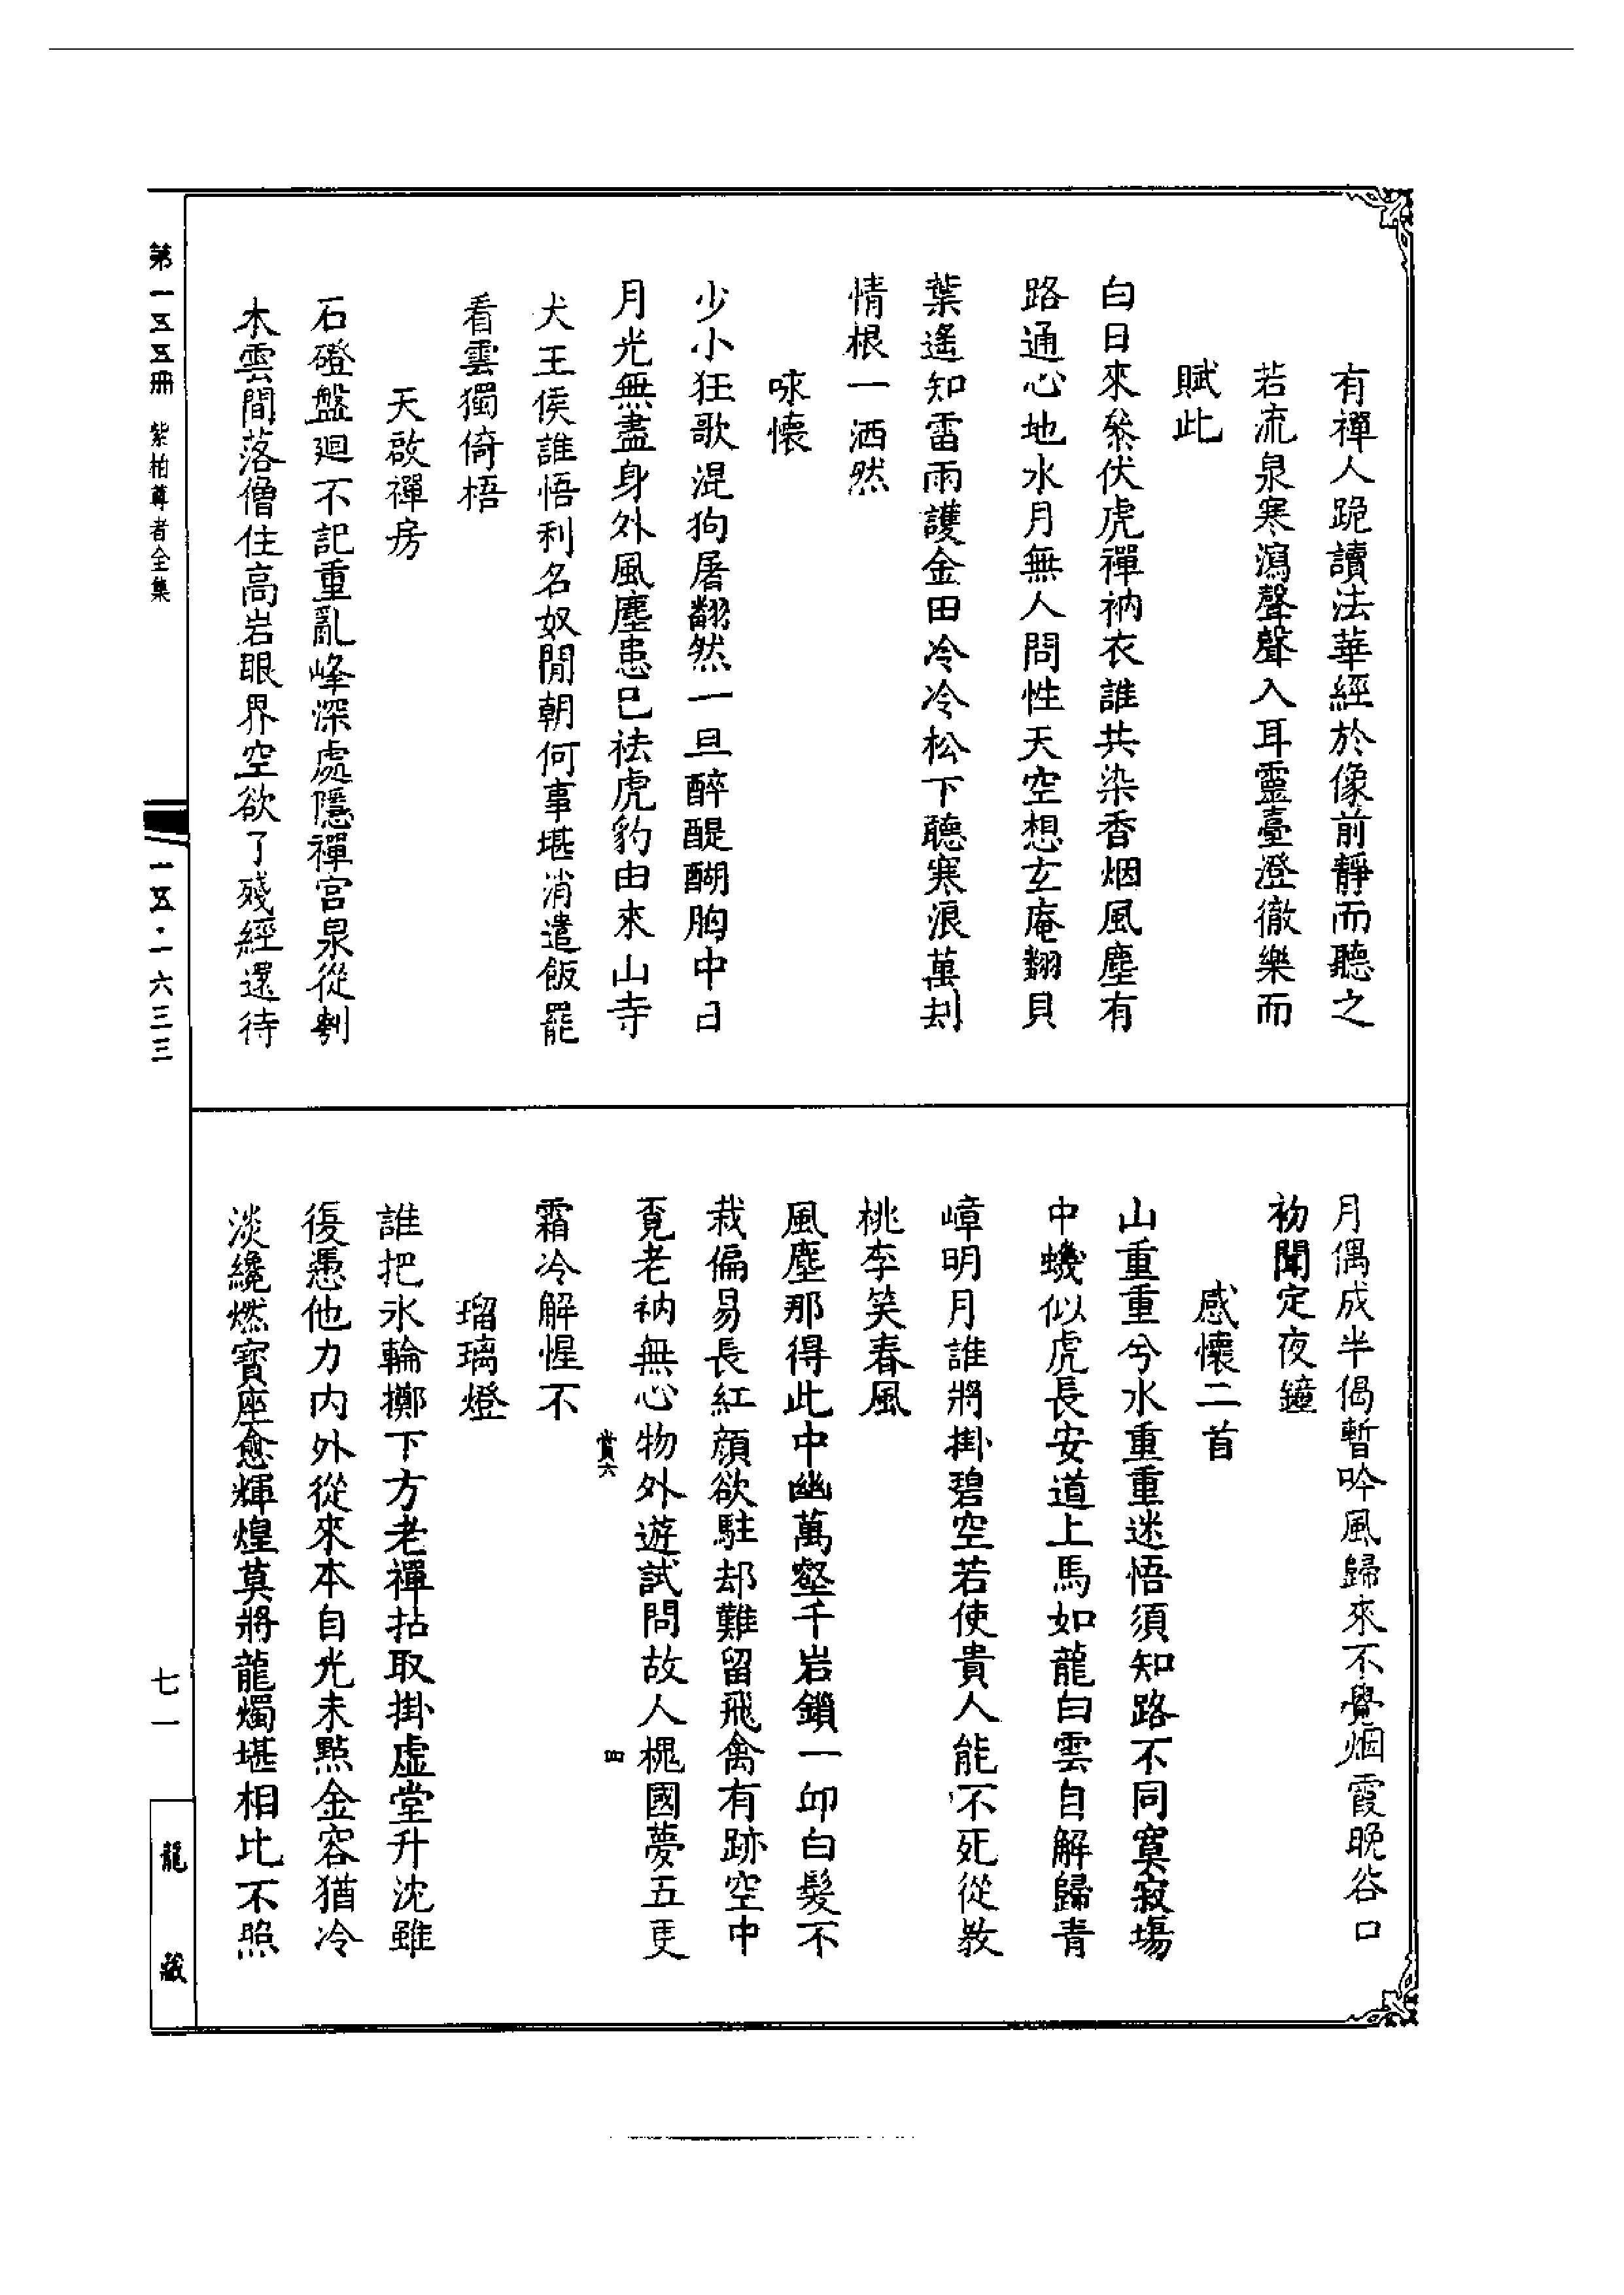 有禪人跪讀法華經於像前靜而聽之
若流泉寒瀉聲聲入耳靈臺澄徹樂而
賦此
白日來叅伏虎禪衲衣誰共染香烟風塵有
路通心地水月無人問性天空想玄庵翻貝
葉遙知雷雨護金田冷冷松下聽寒浪萬刦
情根一洒然
咏懷
少小狂歌混狗屠翻然一旦醉醍醐胸中日
月光無盡身外風塵患已祛虎豹由來山寺
犬王侯誰悟利名奴閒朝何事堪消遣飯罷
看雲獨倚梧
天啟禪房
石磴盤迴不記重亂峰深處隱禪宮泉從剸
木雲間落僧住高岩眼界空欲了殘經還待
月偶成半偈暫吟風歸來不覺烟霞晚谷口
初聞定夜鐘
感懷二首
山重重兮水重重迷悟須知路不同寞寂場
中蟣似虎長安道上馬如龍白雲自解歸青
嶂明月誰將掛碧空若使貴人能不死從教
桃李笑春風
風塵那得此中幽萬壑千岩鎖一卭白髮不
栽偏易長紅顏欲駐却難留飛禽有跡空中
覓老衲無心物外遊試問故人槐國夢五更
霜冷解惺不
瑠璃燈
誰把氷輪擲下方老禪拈取掛虛堂升沈雖
復憑他力內外從來本自光未點金容猶冷
淡纔燃寶座愈輝煌莫將龍燭堪相比不照
賞六
四
第一五五冊 紫柏尊者全集
一五五·一六三三
七一
龍藏